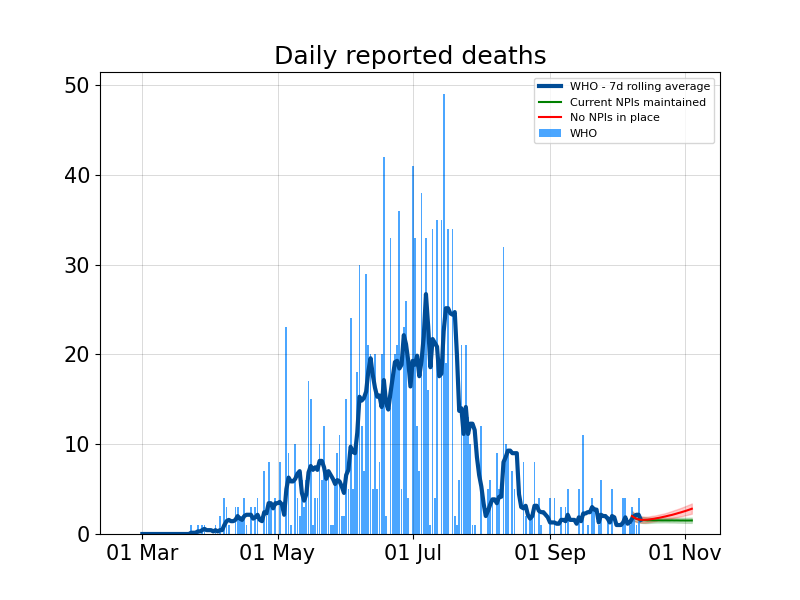 Daily reported deaths
WHO - 7d rolling average
Current NPIs maintained
No NPIs in place
WHO
50
40
30
20
10
0
01 Mar
01 May
01 Jul
01 Sep
01 Nov